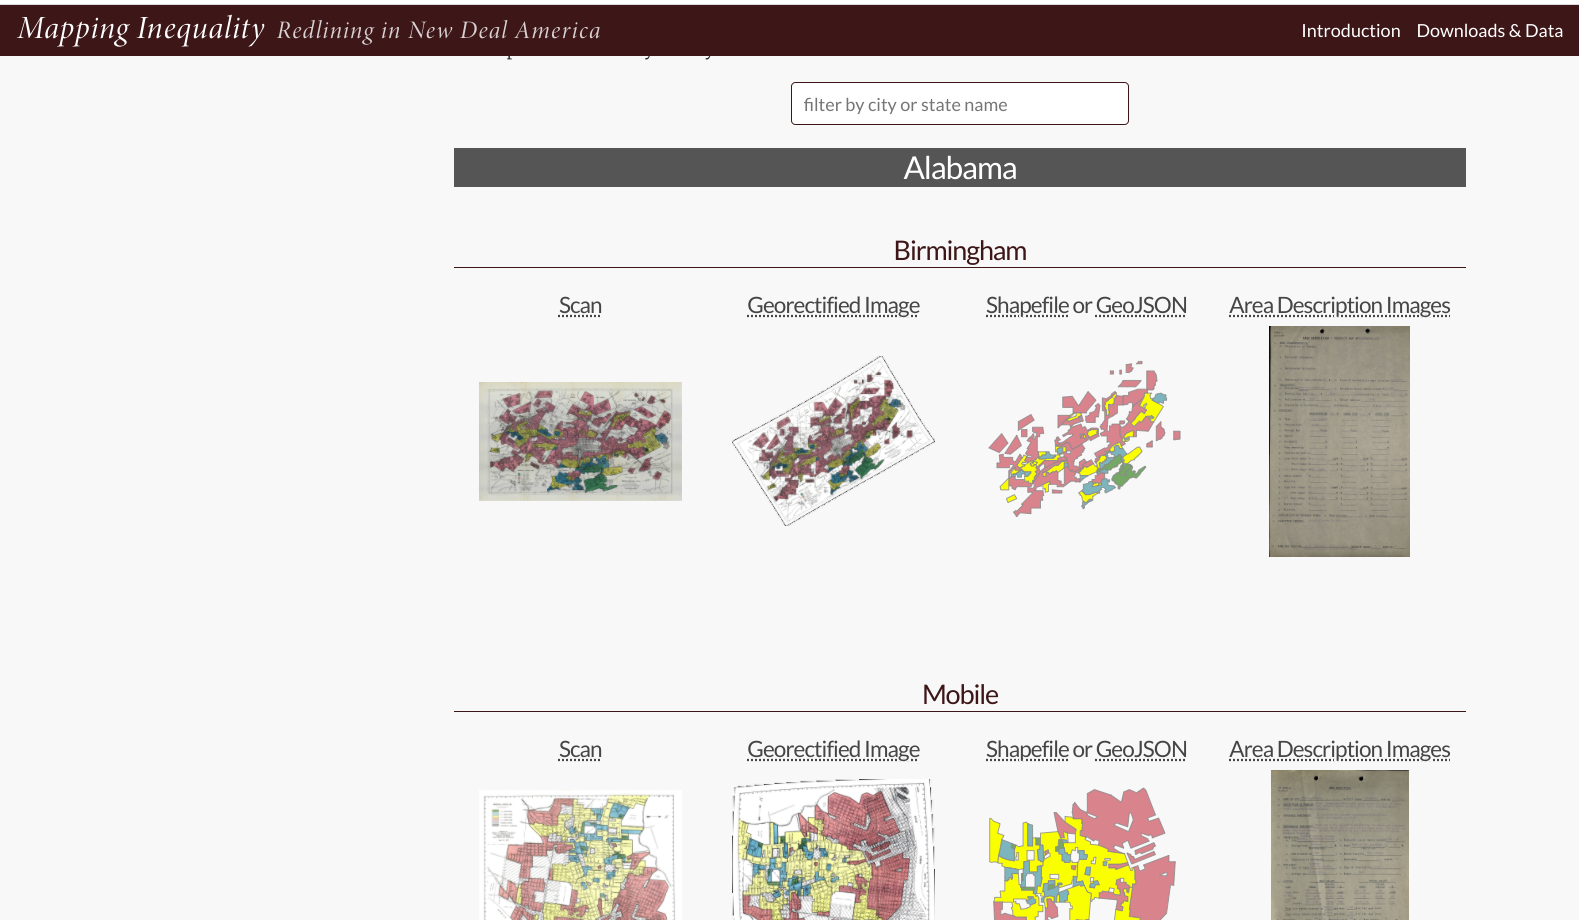 Mapping Inequality Redlining in New Deal America
Introduction Downloads & Data
filter by city or state name
Alabama
Birmingham
Scan
Georectified Image
Shapefile or GeoJSON
Area Description Images
Mobile
Scan
Georectified Image
Shapefile or GeoJSON
Area Description Images